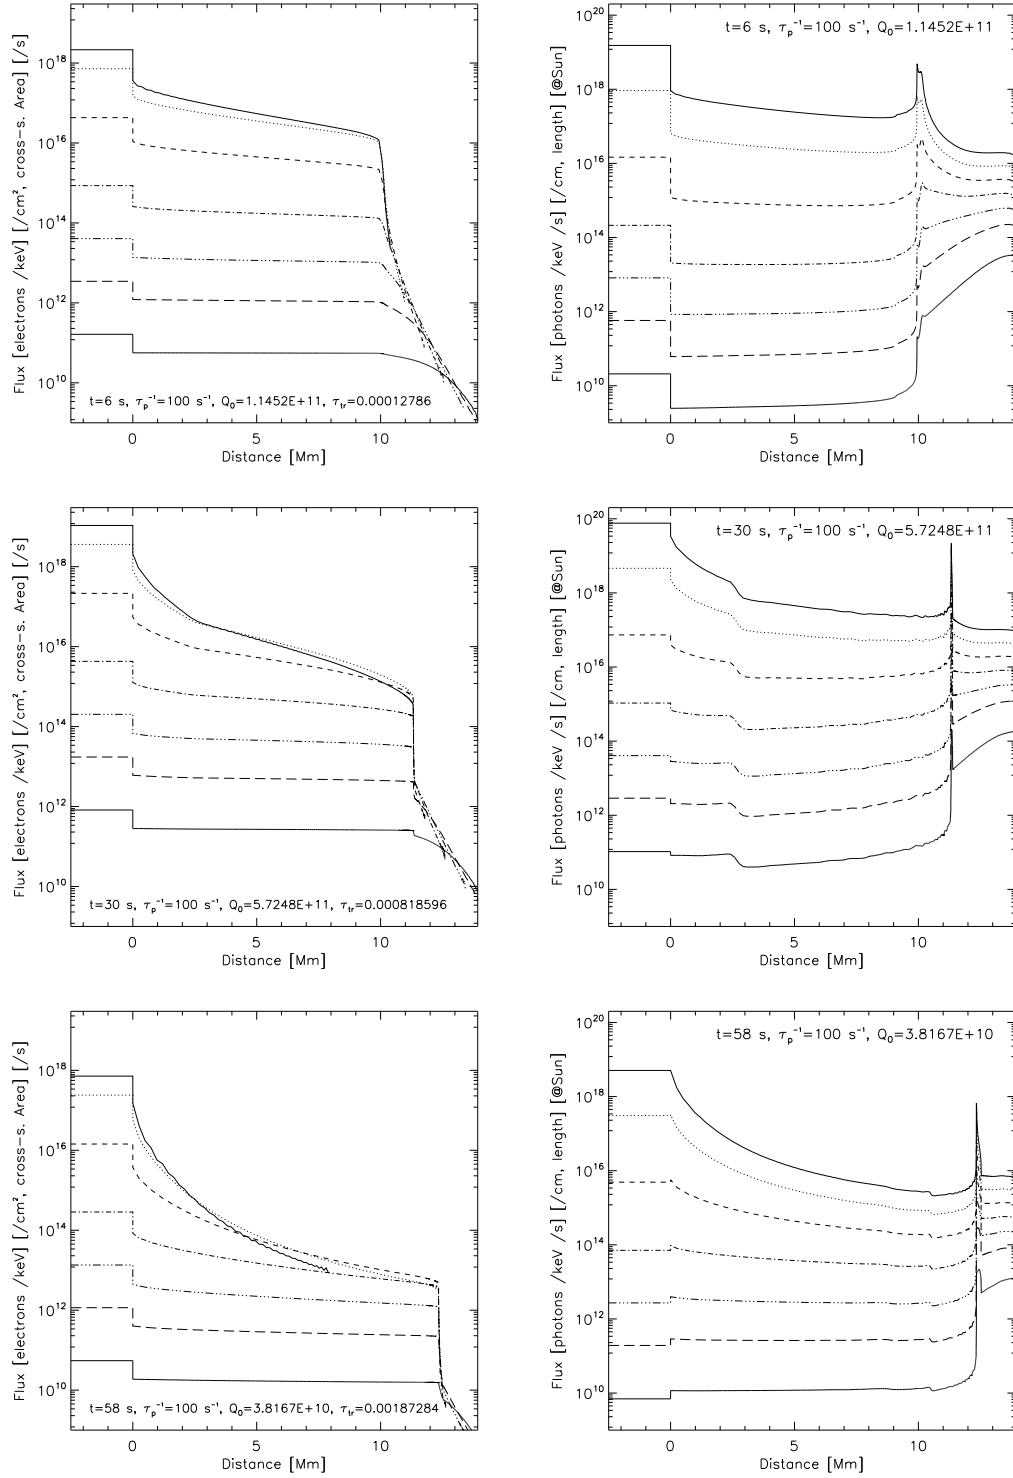 Flux [electrons /keV] [/cm², cross-s. Area] [/s]
10¹⁸
10¹⁶
10¹⁴
10¹²
10¹⁰
t=6 s, τₚ⁻¹=100 s⁻¹, Q₀=1.1452E+11, τₜᵣ=0.00012786
0 5 10
Distance [Mm]
Flux [photons /keV /s] [/cm, length] [@Sun]
10²⁰
10¹⁸
10¹⁶
10¹⁴
10¹²
10¹⁰
t=6 s, τₚ⁻¹=100 s⁻¹, Q₀=1.1452E+11
0 5 10
Distance [Mm]
Flux [electrons /keV] [/cm², cross-s. Area] [/s]
10¹⁸
10¹⁶
10¹⁴
10¹²
10¹⁰
t=30 s, τₚ⁻¹=100 s⁻¹, Q₀=5.7248E+11, τₜᵣ=0.000818596
0 5 10
Distance [Mm]
Flux [photons /keV /s] [/cm, length] [@Sun]
10²⁰
10¹⁸
10¹⁶
10¹⁴
10¹²
10¹⁰
t=30 s, τₚ⁻¹=100 s⁻¹, Q₀=5.7248E+11
0 5 10
Distance [Mm]
Flux [electrons /keV] [/cm², cross-s. Area] [/s]
10¹⁸
10¹⁶
10¹⁴
10¹²
10¹⁰
t=58 s, τₚ⁻¹=100 s⁻¹, Q₀=3.8167E+10, τₜᵣ=0.00187284
0 5 10
Distance [Mm]
Flux [photons /keV /s] [/cm, length] [@Sun]
10²⁰
10¹⁸
10¹⁶
10¹⁴
10¹²
10¹⁰
t=58 s, τₚ⁻¹=100 s⁻¹, Q₀=3.8167E+10
0 5 10
Distance [Mm]